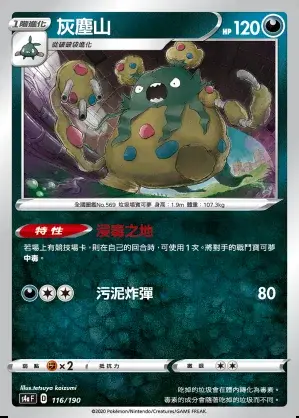 1階進化 灰塵山 HP 120
從破破袋進化
全國圖鑑No.569 垃圾場寶可夢 身高：1.9m 體重：107.3kg
特性 浸毒之地
若場上有競技場卡，則在自己的回合時，可使用1次。將對手的戰鬥寶可夢
中毒。
污泥炸彈 80
弱點 ×2 抵抗力 撤退
Illus.tetsuya koizumi
s4a F D 116/190
吃掉的垃圾會在體內轉化為毒素。
毒素的成分會隨著吃掉的垃圾而不同。
©2020 Pokémon/Nintendo/Creatures/GAME FREAK.